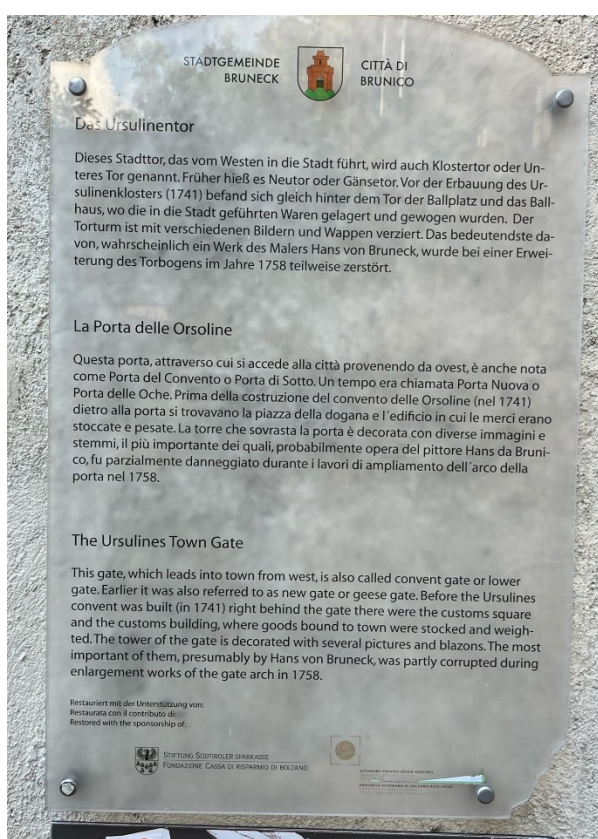 STADTGEMEINDE
BRUNECK
CITTÀ DI
BRUNICO
Das Ursulinentor
Dieses Stadttor, das vom Westen in die Stadt führt, wird auch Klostertor oder Un-
teres Tor genannt. Früher hieß es Neutor oder Gänsetor. Vor der Erbauung des Ur-
sulinenklosters (1741) befand sich gleich hinter dem Tor der Ballplatz und das Ball-
haus, wo die in die Stadt geführten Waren gelagert und gewogen wurden. Der
Torturm ist mit verschiedenen Bildern und Wappen verziert. Das bedeutendste da-
von, wahrscheinlich ein Werk des Malers Hans von Bruneck, wurde bei einer Erwei-
terung des Torbogens im Jahre 1758 teilweise zerstört.
La Porta delle Orsoline
Questa porta, attraverso cui si accede alla città provenendo da ovest, è anche nota
come Porta del Convento o Porta di Sotto. Un tempo era chiamata Porta Nuova o
Porta delle Oche. Prima della costruzione del convento delle Orsoline (nel 1741)
dietro alla porta si trovavano la piazza della dogana e l´edificio in cui le merci erano
stoccate e pesate. La torre che sovrasta la porta è decorata con diverse immagini e
stemmi, il più importante dei quali, probabilmente opera del pittore Hans da Bruni-
co, fu parzialmente danneggiato durante i lavori di ampliamento dell´arco della
porta nel 1758.
The Ursulines Town Gate
This gate, which leads into town from west, is also called convent gate or lower
gate. Earlier it was also referred to as new gate or geese gate. Before the Ursulines
convent was built (in 1741) right behind the gate there were the customs square
and the customs building, where goods bound to town were stocked and weigh-
ted. The tower of the gate is decorated with several pictures and blazons. The most
important of them, presumably by Hans von Bruneck, was partly corrupted during
enlargement works of the gate arch in 1758.
Restauriert mit der Unterstützung von:
Restaurata con il contributo di:
Restored with the sponsorship of:
STIFTUNG SÜDTIROLER SPARKASSE
FONDAZIONE CASSA DI RISPARMIO DI BOLZANO
AUTONOME PROVINZ BOZEN SÜDTIROL
PROVINCIA AUTONOMA DI BOLZANO ALTO ADIGE